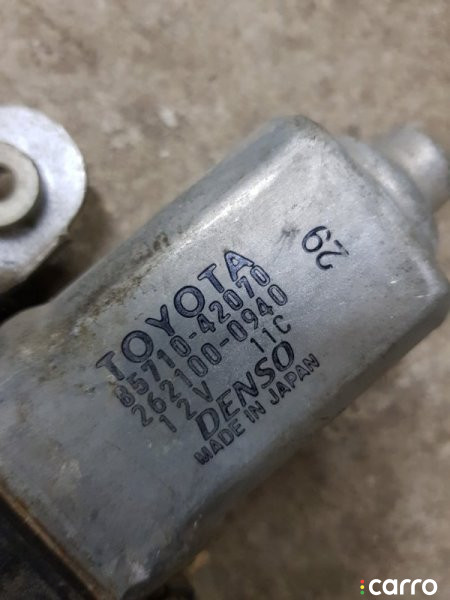 29
TOYOTA
85710-42070
262100-0940
12V 11C
DENSO
MADE IN JAPAN
carro